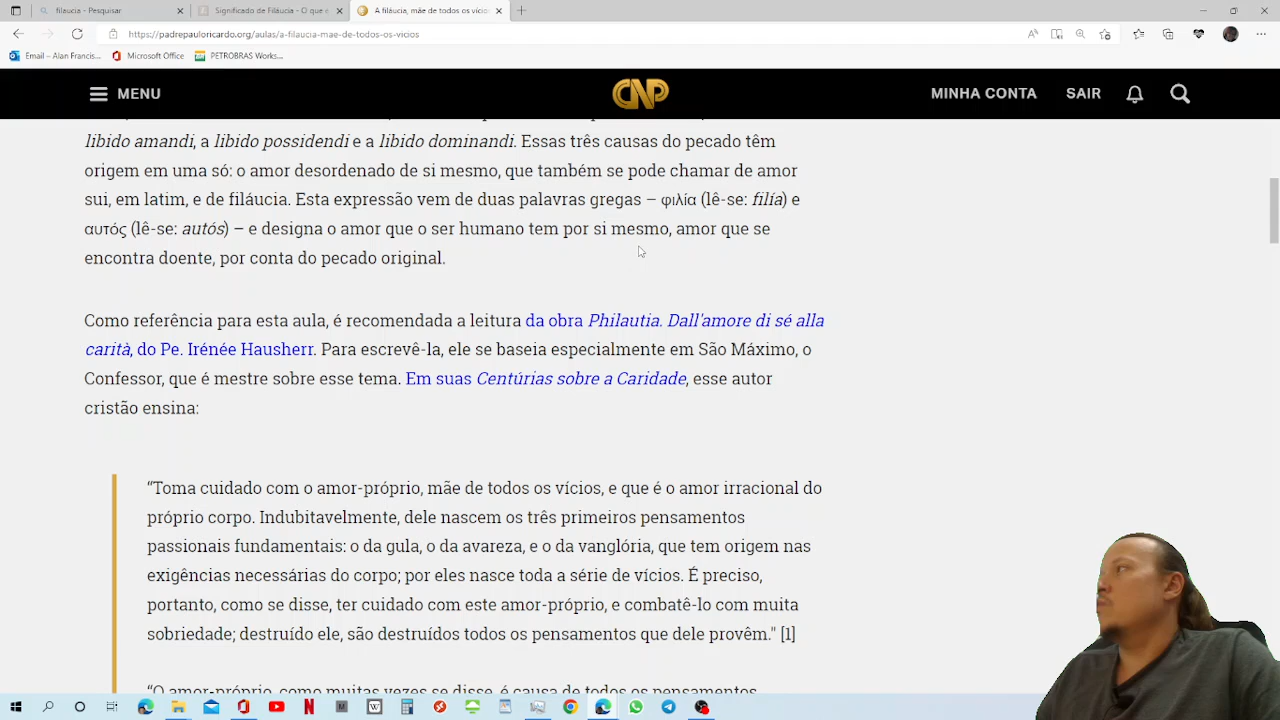 filaucia - Pesquisar
Significado de Filáucia - O que é
A filáucia, mãe de todos os vícios
https://padrepauloricardo.org/aulas/a-filaucia-mae-de-todos-os-vicios
Email – Alan Francis...
Microsoft Office
PETROBRAS Works...
MENU
CNP
MINHA CONTA
SAIR
libido amandi, a libido possidendi e a libido dominandi. Essas três causas do pecado têm
origem em uma só: o amor desordenado de si mesmo, que também se pode chamar de amor
sui, em latim, e de filáucia. Esta expressão vem de duas palavras gregas – φιλία (lê-se: filía) e
αυτός (lê-se: autós) – e designa o amor que o ser humano tem por si mesmo, amor que se
encontra doente, por conta do pecado original.
Como referência para esta aula, é recomendada a leitura da obra Philautia. Dall'amore di sé alla
carità, do Pe. Irénée Hausherr. Para escrevê-la, ele se baseia especialmente em São Máximo, o
Confessor, que é mestre sobre esse tema. Em suas Centúrias sobre a Caridade, esse autor
cristão ensina:
“Toma cuidado com o amor-próprio, mãe de todos os vícios, e que é o amor irracional do
próprio corpo. Indubitavelmente, dele nascem os três primeiros pensamentos
passionais fundamentais: o da gula, o da avareza, e o da vanglória, que tem origem nas
exigências necessárias do corpo; por eles nasce toda a série de vícios. É preciso,
portanto, como se disse, ter cuidado com este amor-próprio, e combatê-lo com muita
sobriedade; destruído ele, são destruídos todos os pensamentos que dele provêm." [1]
“O amor-próprio, como muitas vezes se disse, é causa de todos os pensamentos